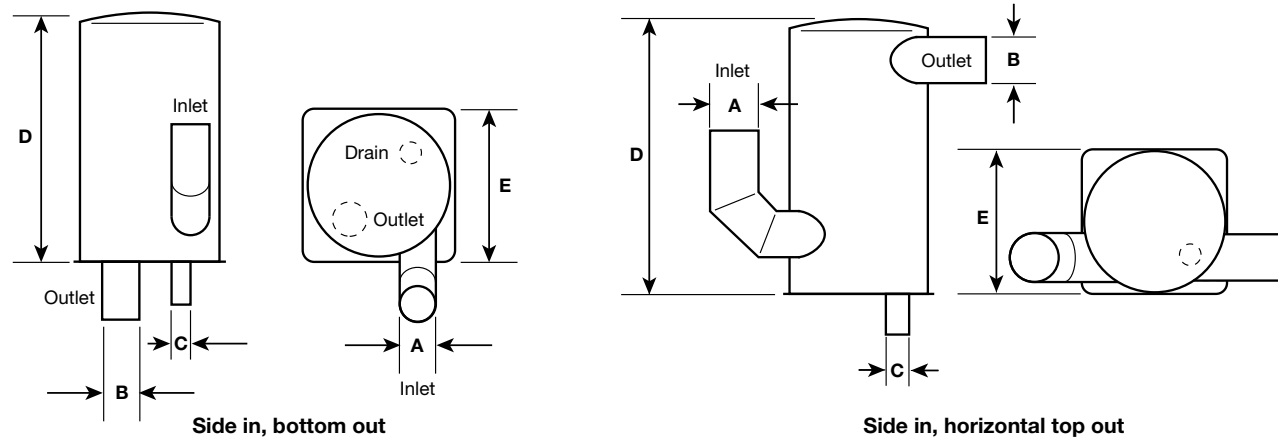 D
Inlet
Outlet
C
B
Drain
Outlet
E
A
Inlet
Side in, bottom out
Inlet
A
D
Outlet
B
C
E
Side in, horizontal top out